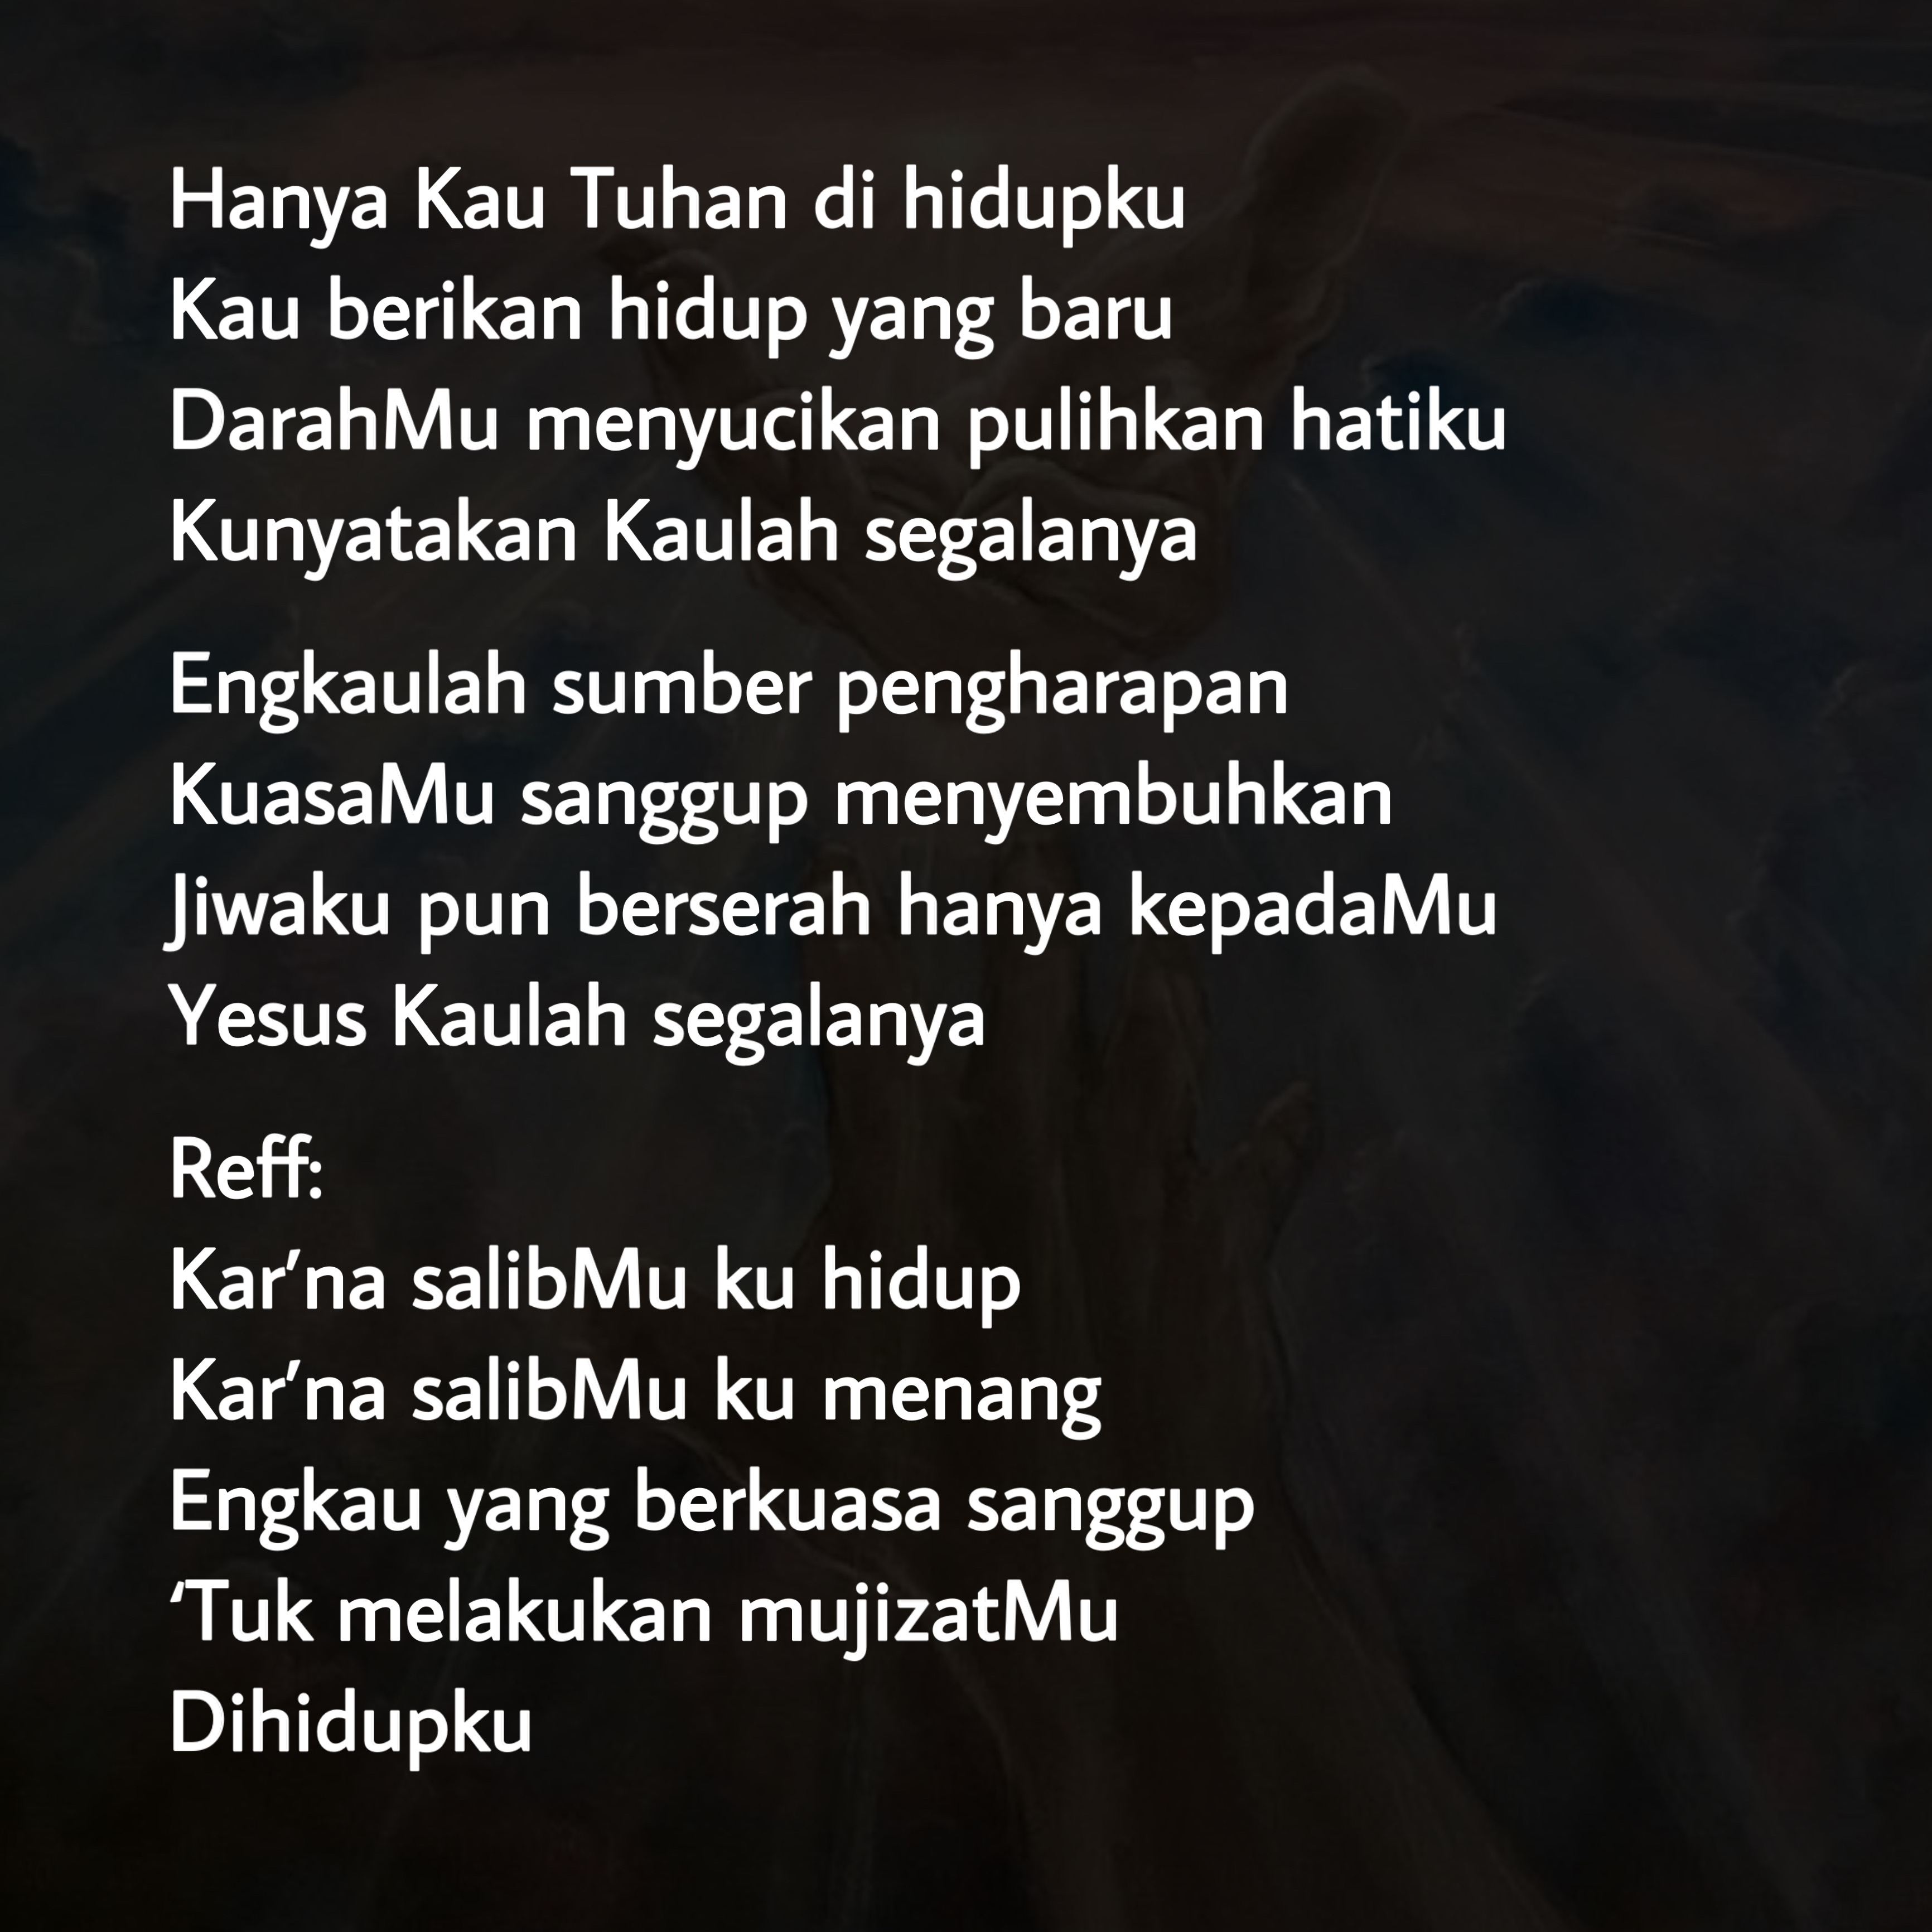 Hanya Kau Tuhan di hidupku
Kau berikan hidup yang baru
DarahMu menyucikan pulihkan hatiku
Kunyatakan Kaulah segalanya
Engkaulah sumber pengharapan
KuasaMu sanggup menyembuhkan
Jiwaku pun berserah hanya kepadaMu
Yesus Kaulah segalanya
Reff:
Kar’na salibMu ku hidup
Kar’na salibMu ku menang
Engkau yang berkuasa sanggup
‘Tuk melakukan mujizatMu
Dihidupku